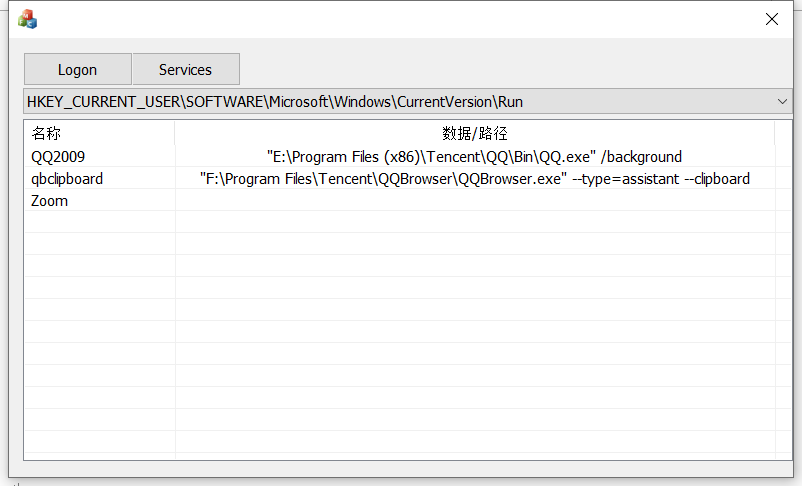 Logon Services
HKEY_CURRENT_USER\SOFTWARE\Microsoft\Windows\CurrentVersion\Run
名称 数据/路径
QQ2009 "E:\Program Files (x86)\Tencent\QQ\Bin\QQ.exe" /background
qbclipboard "F:\Program Files\Tencent\QQBrowser\QQBrowser.exe" --type=assistant --clipboard
Zoom